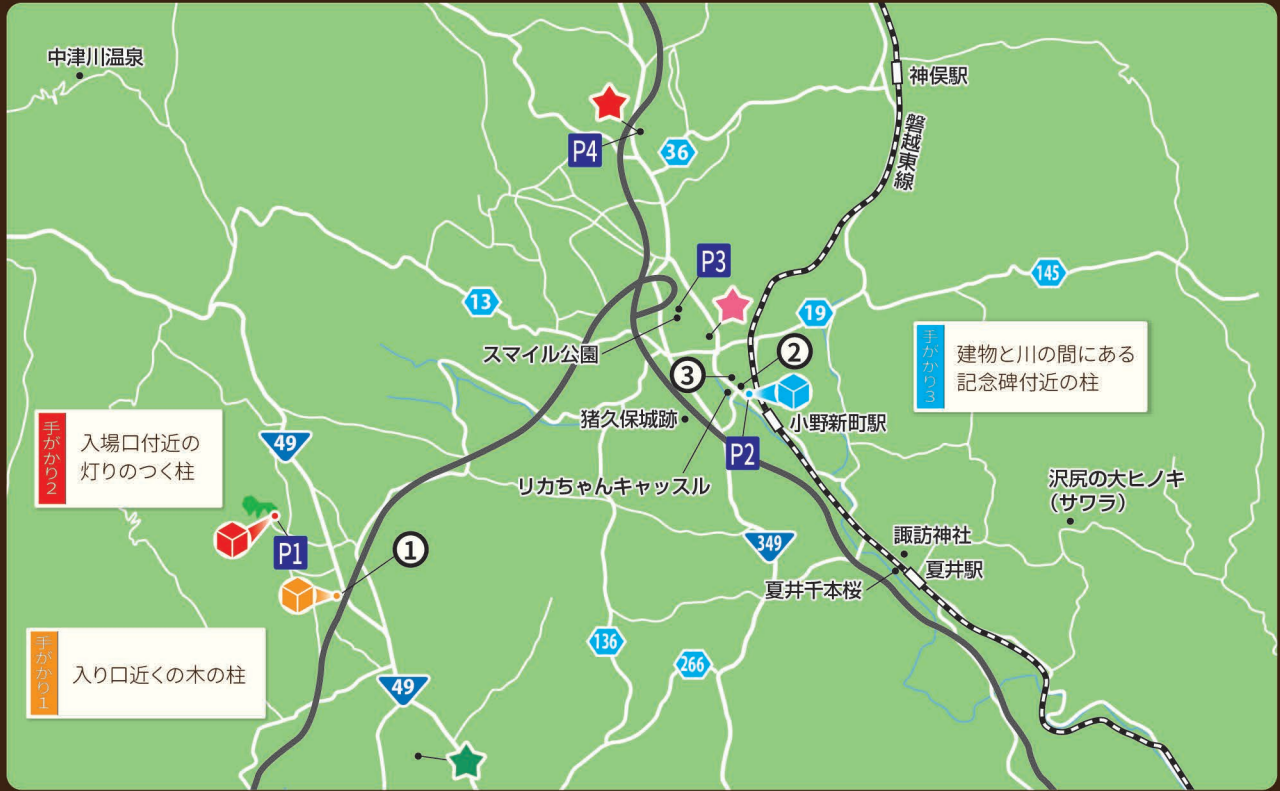 中津川温泉
神俣駅
磐越東線
P4
36
P3
145
13
19
手がかり3
建物と川の間にある
記念碑付近の柱
スマイル公園
②
③
猪久保城跡
小野新町駅
P2
手がかり2
入場口付近の
灯りのつく柱
49
リカちゃんキャッスル
沢尻の大ヒノキ
(サワラ)
P1
①
349
諏訪神社
夏井駅
夏井千本桜
手がかり1
入り口近くの木の柱
136
266
49